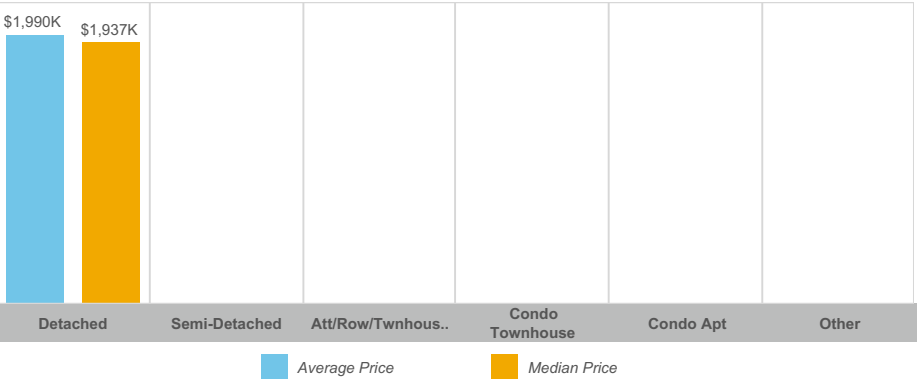 $1,990K
$1,937K
Detached
Semi-Detached
Att/Row/Twnhous..
Condo
Townhouse
Condo Apt
Other
Average Price
Median Price